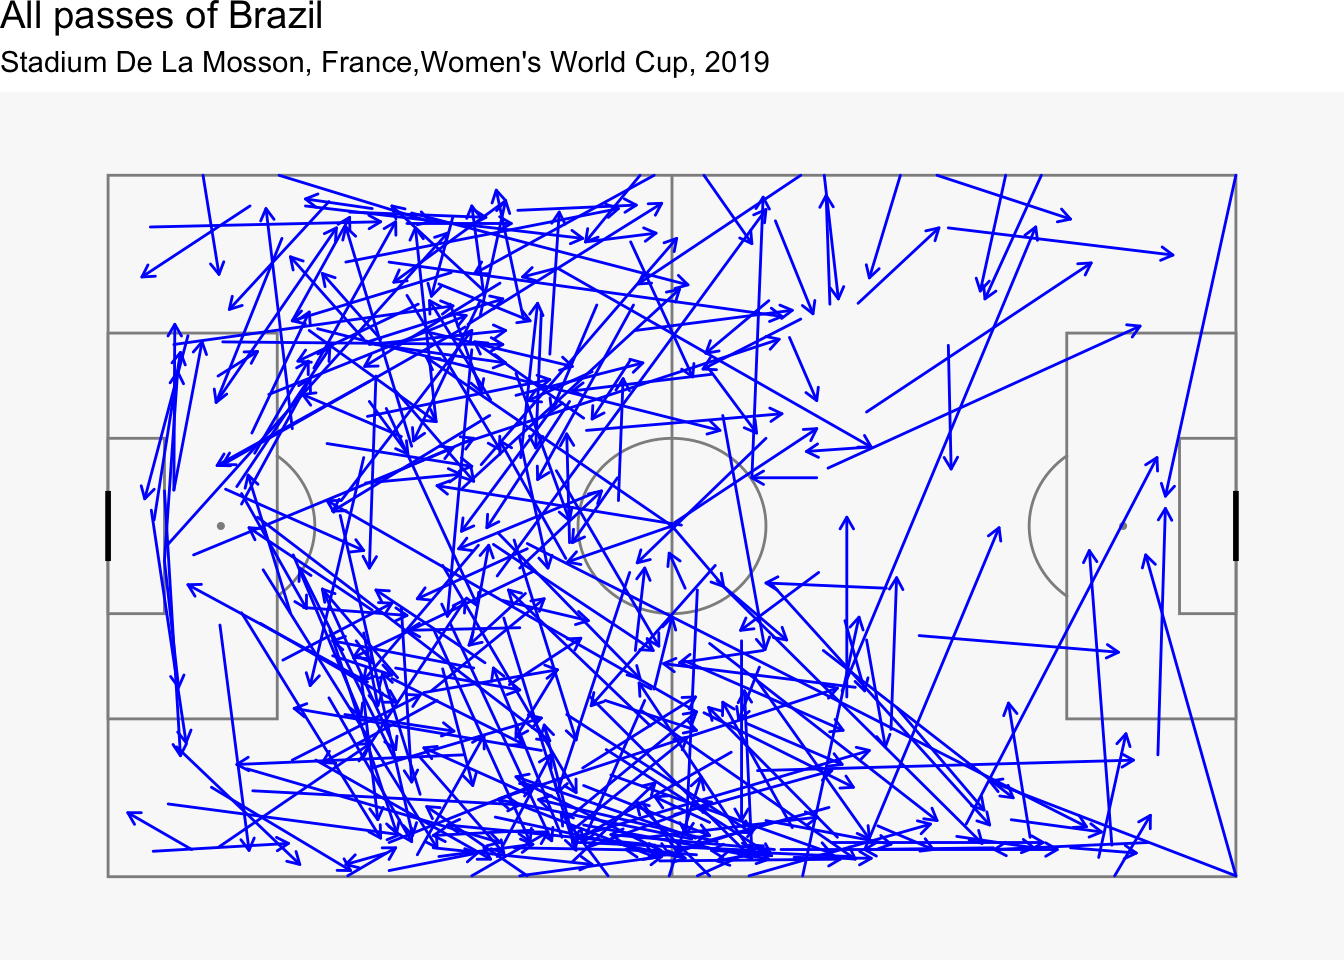 All passes of Brazil
Stadium De La Mosson, France,Women's World Cup, 2019